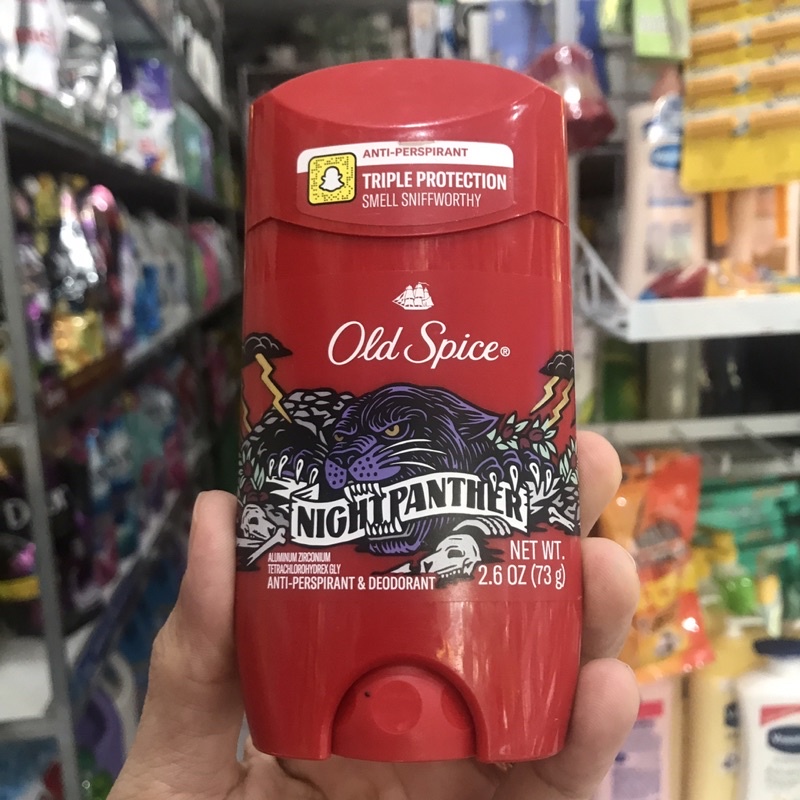 ANTI-PERSPIRANT
TRIPLE PROTECTION
SMELL SNIFFWORTHY
Old Spice®
NIGHTPANTHER
ALUMINUM ZIRCONIUM
TETRACHLOROHYDREX GLY
ANTI-PERSPIRANT & DEODORANT
NET WT.
2.6 OZ (73 g)